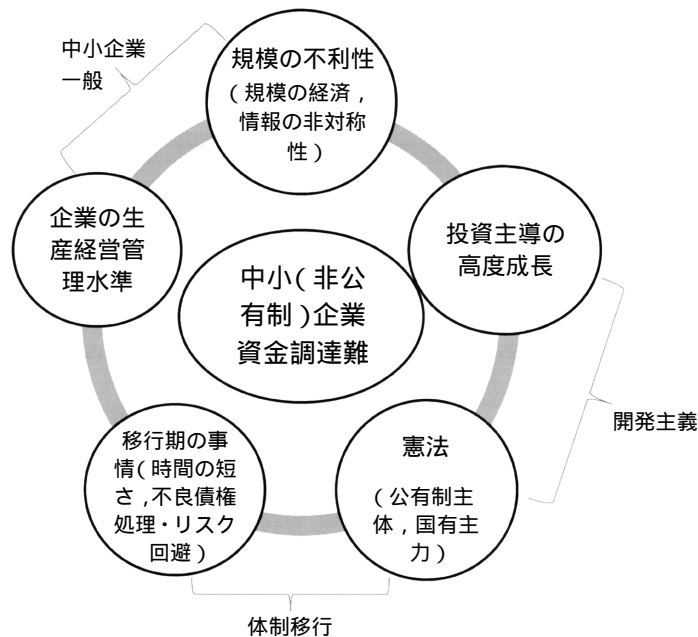 中小企業
一般
規模の不利性
(規模の経済,
情報の非対称
性)
企業の生
産経営管
理水準
投資主導の
高度成長
中小(非公
有制)企業
資金調達難
移行期の事
情(時間の短
さ,不良債権
処理・リスク
回避)
憲法
(公有制主
体,国有主
力)
開発主義
体制移行